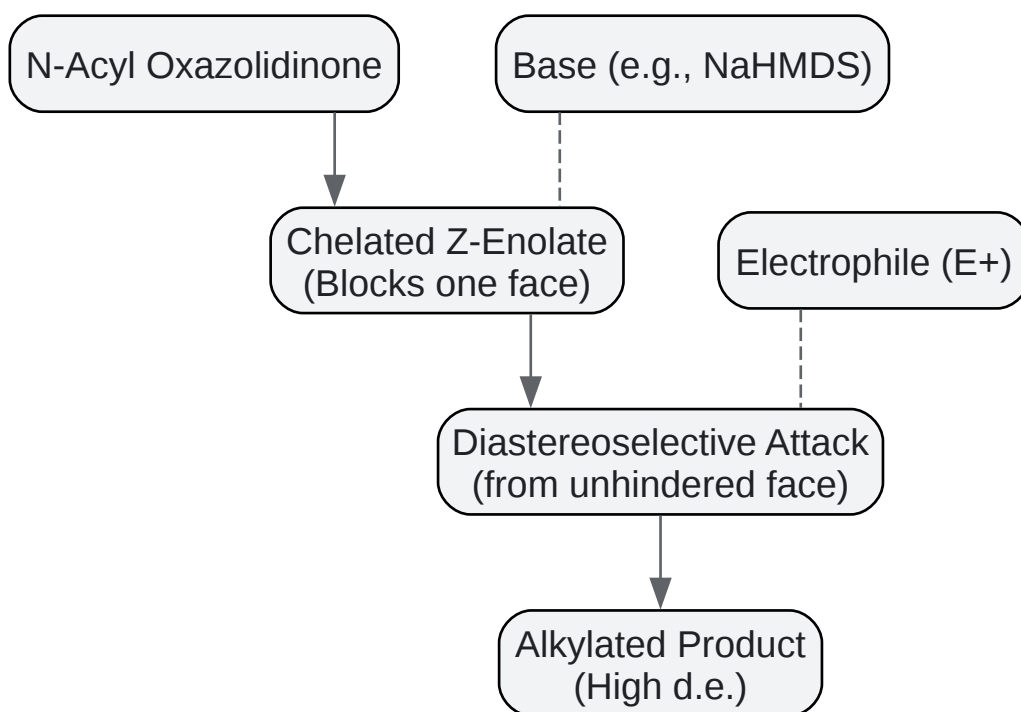 N-Acyl Oxazolidinone
Base (e.g., NaHMDS)
Chelated Z-Enolate
(Blocks one face)
Electrophile (E+)
Diastereoselective Attack
(from unhindered face)
Alkylated Product
(High d.e.)